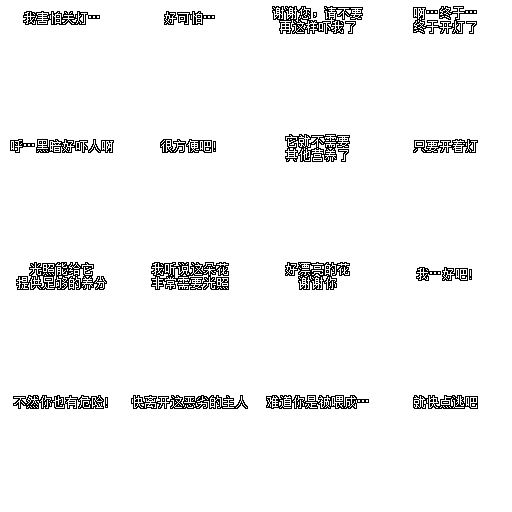 我害怕关灯…
好可怕…
谢谢您，请不要
再这样吓我了
啊…终于…
终于开灯了
呼…黑暗好吓人啊
很方便吧!
它就不需要
其他营养了
只要开着灯
光照能给它
提供足够的养分
我听说这朵花
非常需要光照
好漂亮的花
谢谢你
我…好吧!
不然你也有危险!
快离开这恶劣的主人
难道你是被喂成…
就快点逃吧